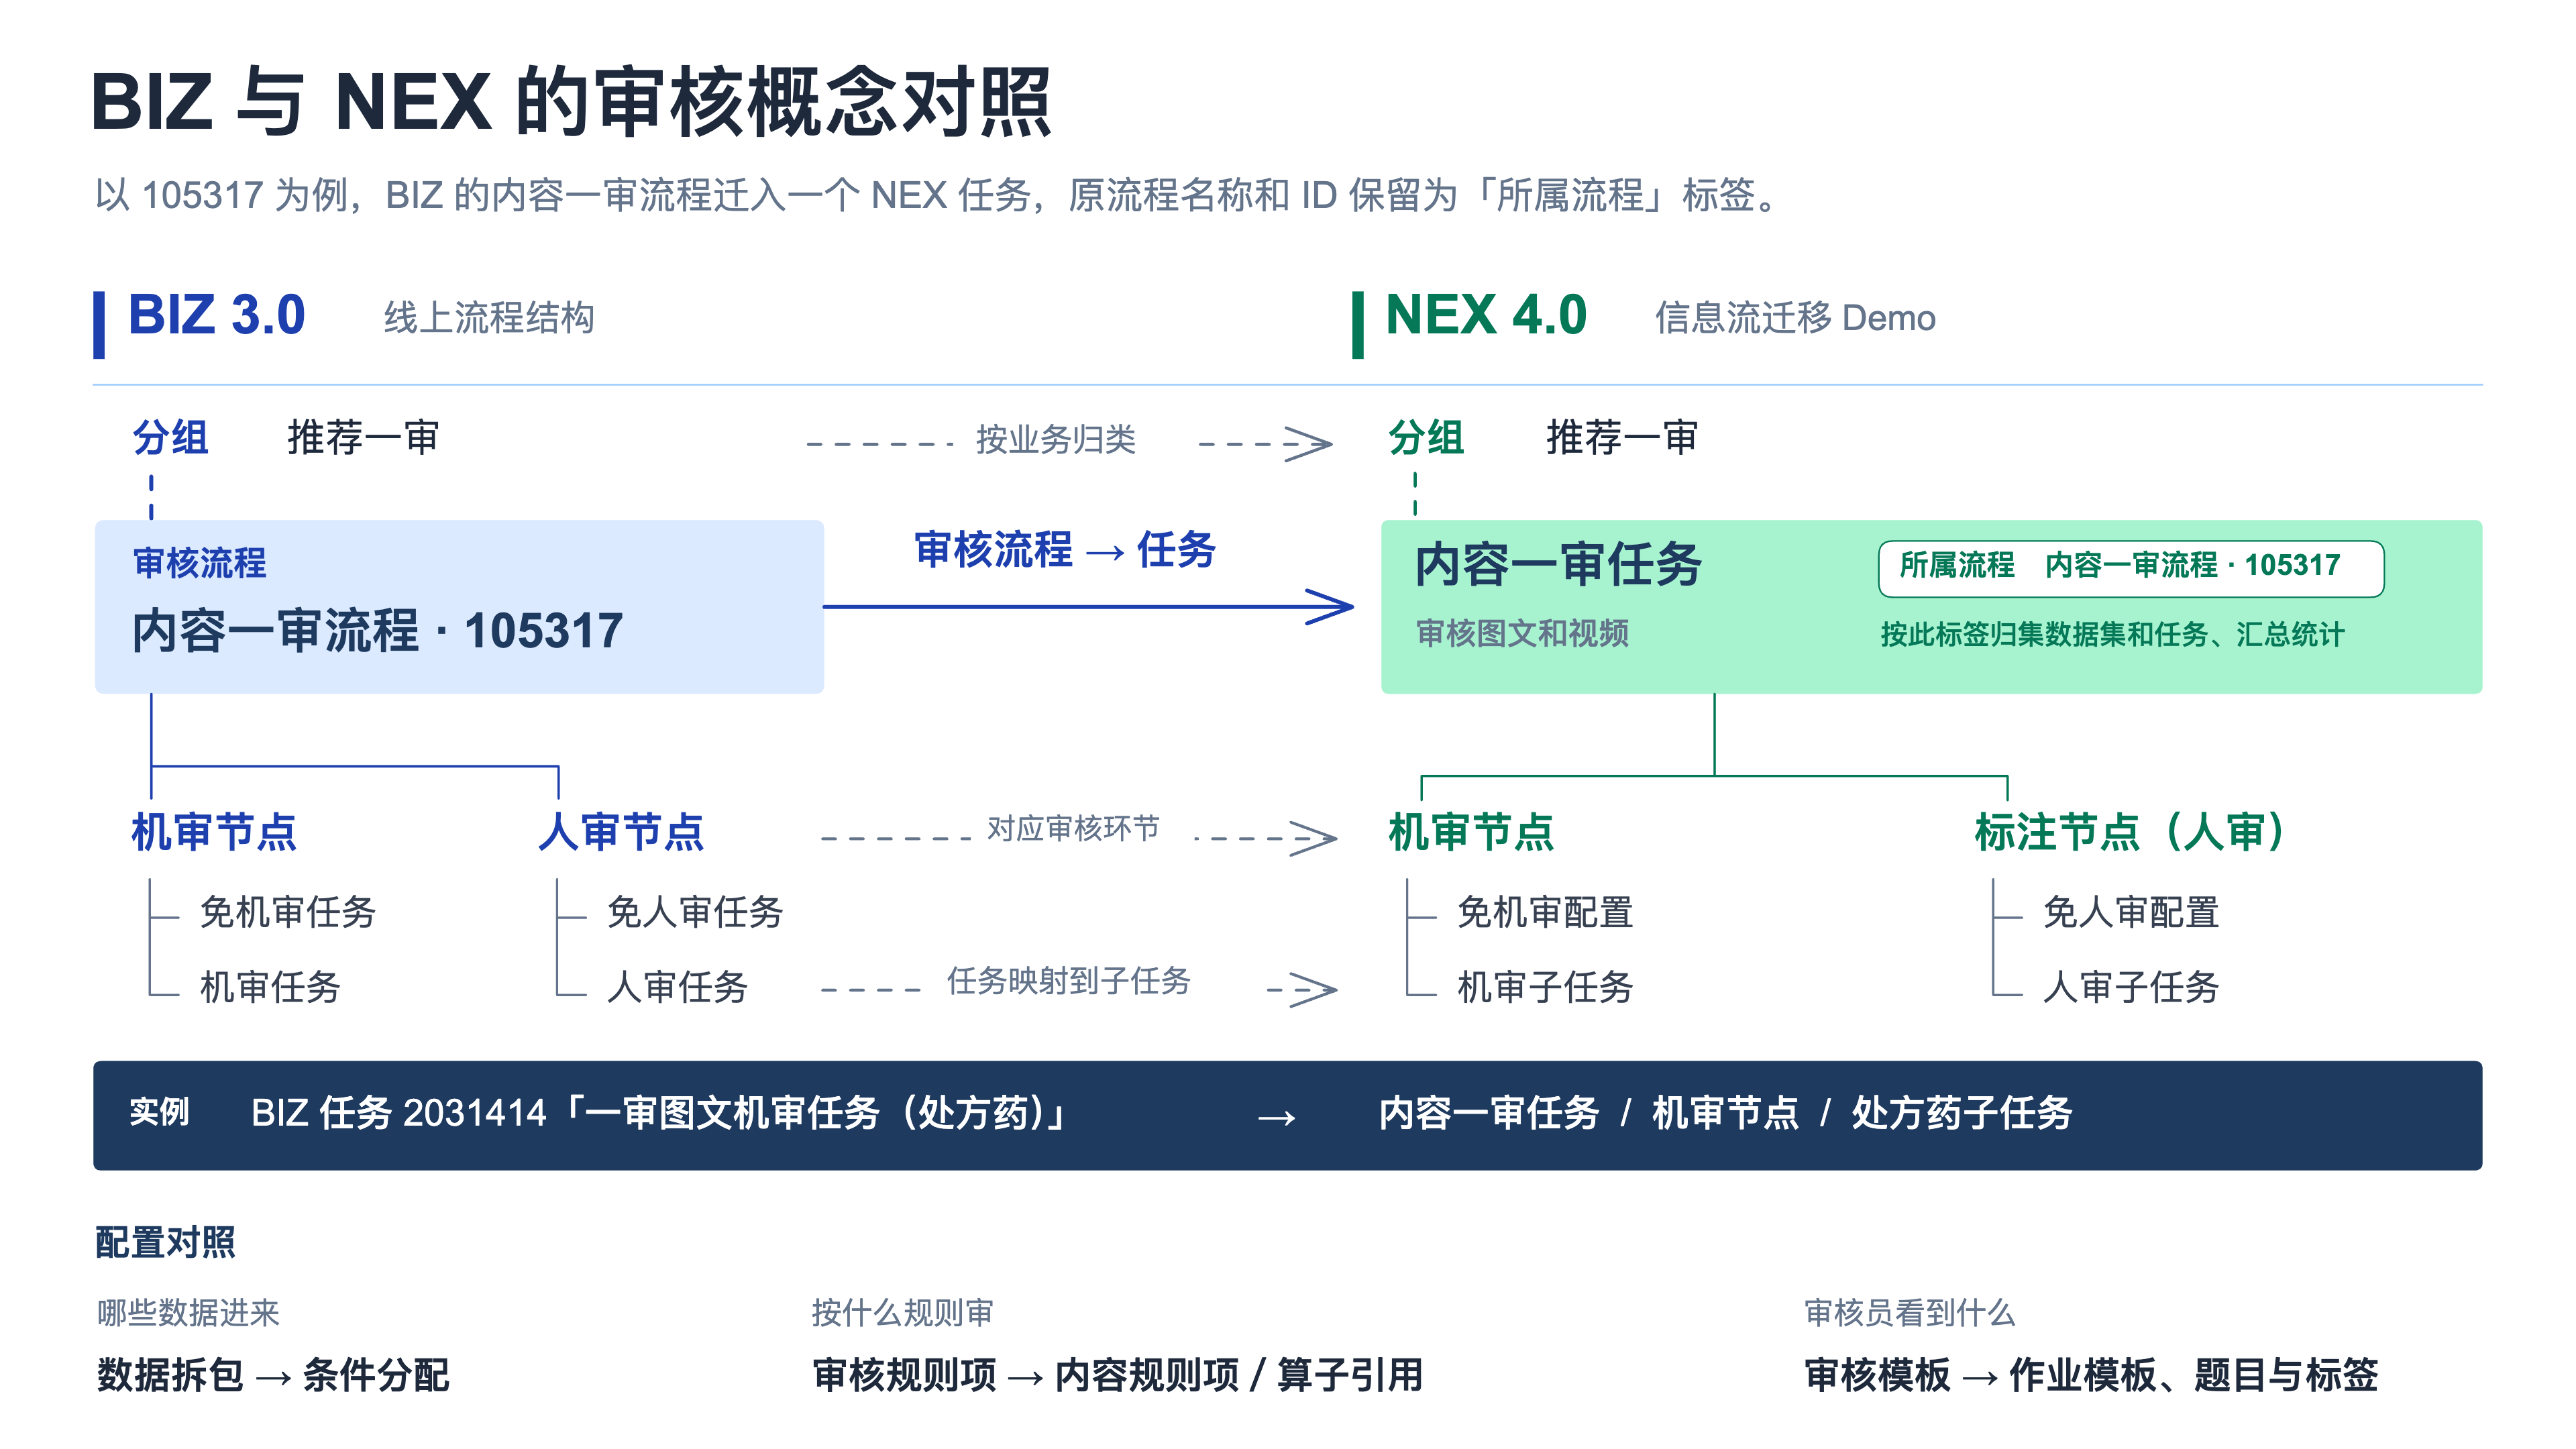 BIZ 与 NEX 的审核概念对照
以 105317 为例，BIZ 的内容一审流程迁入一个 NEX 任务，原流程名称和 ID 保留为「所属流程」标签。
BIZ 3.0 线上流程结构
NEX 4.0 信息流迁移 Demo
分组 推荐一审
按业务归类
分组 推荐一审
审核流程
内容一审流程 · 105317
审核流程 → 任务
内容一审任务
审核图文和视频
所属流程 内容一审流程 · 105317
按此标签归集数据集和任务、汇总统计
机审节点
免机审任务
机审任务
人审节点
免人审任务
人审任务
对应审核环节
任务映射到子任务
机审节点
免机审配置
机审子任务
标注节点（人审）
免人审配置
人审子任务
实例 BIZ 任务 2031414「一审图文机审任务（处方药）」 → 内容一审任务 / 机审节点 / 处方药子任务
配置对照
哪些数据进来
数据拆包 → 条件分配
按什么规则审
审核规则项 → 内容规则项 / 算子引用
审核员看到什么
审核模板 → 作业模板、题目与标签